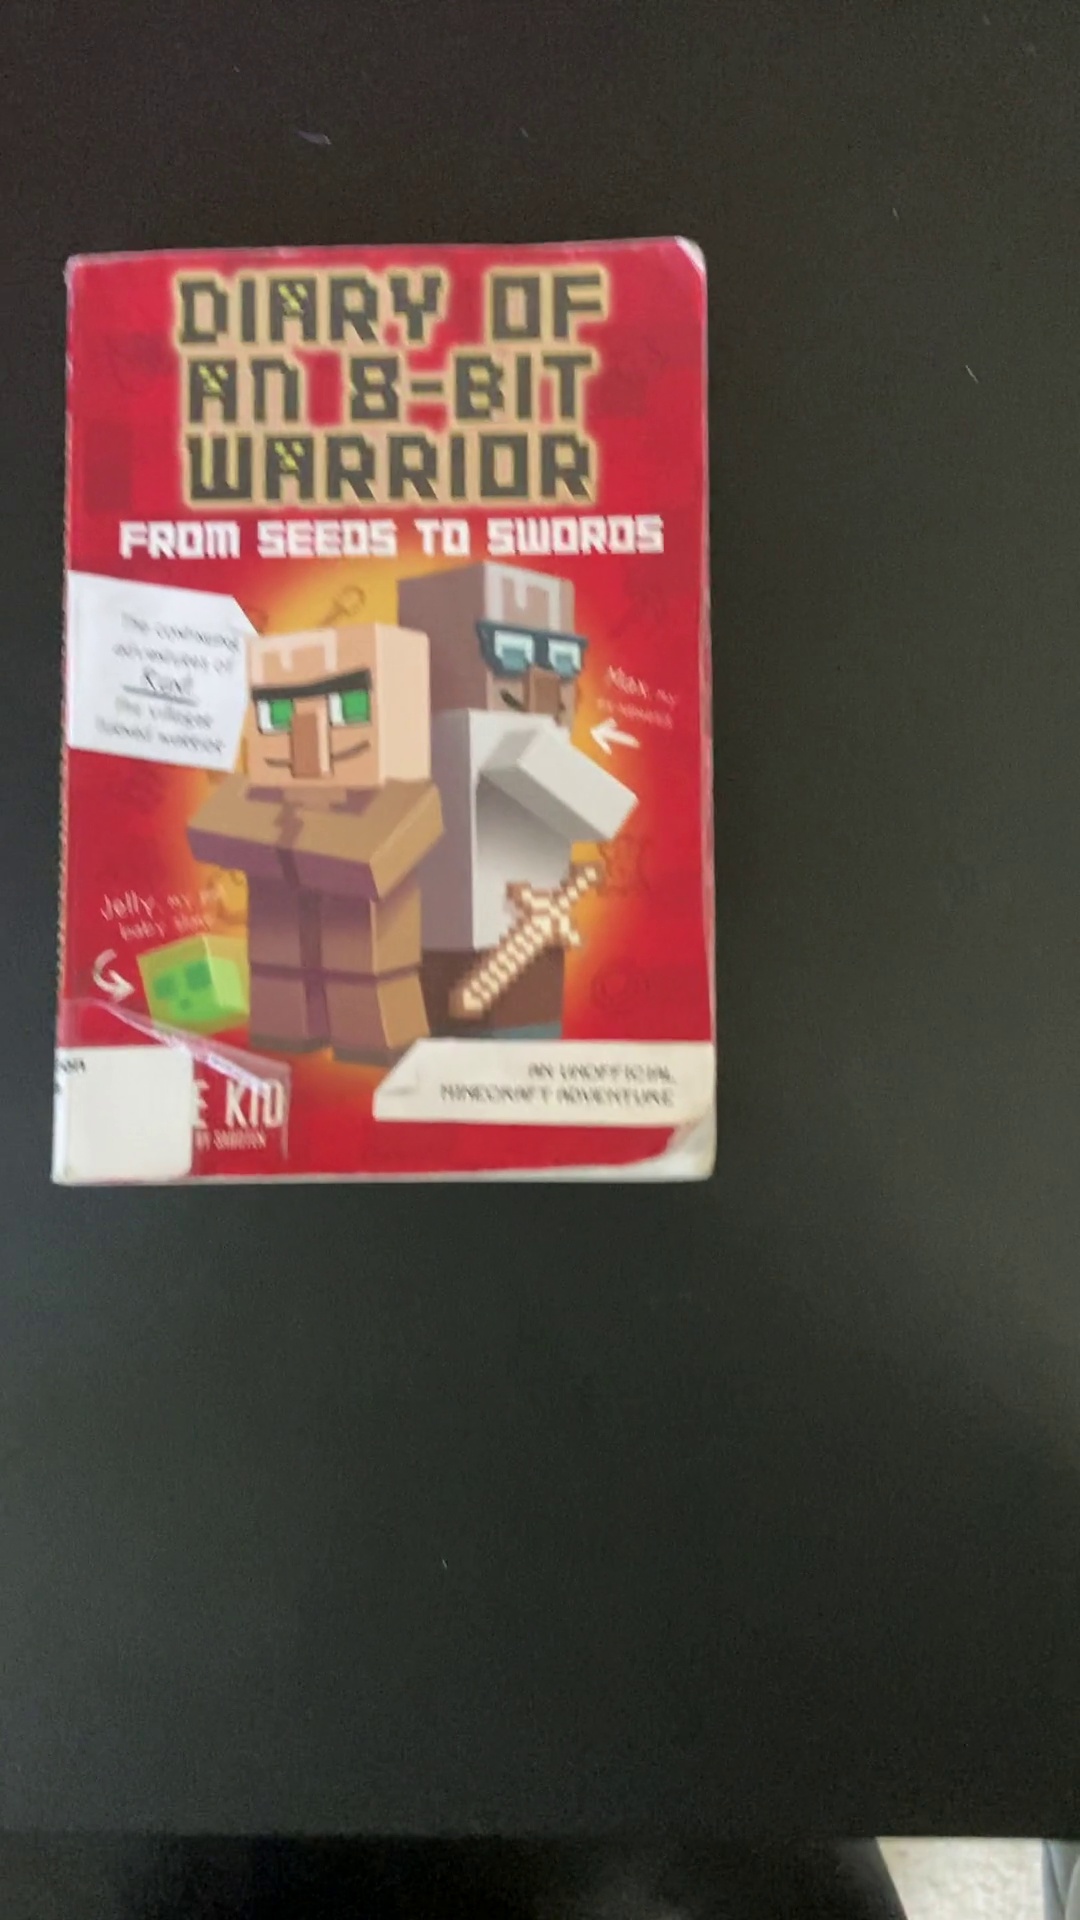 DIARY OF
AN 8-BIT
WARRIOR
FROM SEEDS TO SWORDS
The continuing
adventures of
Runt
the villager
turned warrior
Max, my
Jelly, my pet
baby slime
E KID
AN UNOFFICIAL
MINECRAFT ADVENTURE